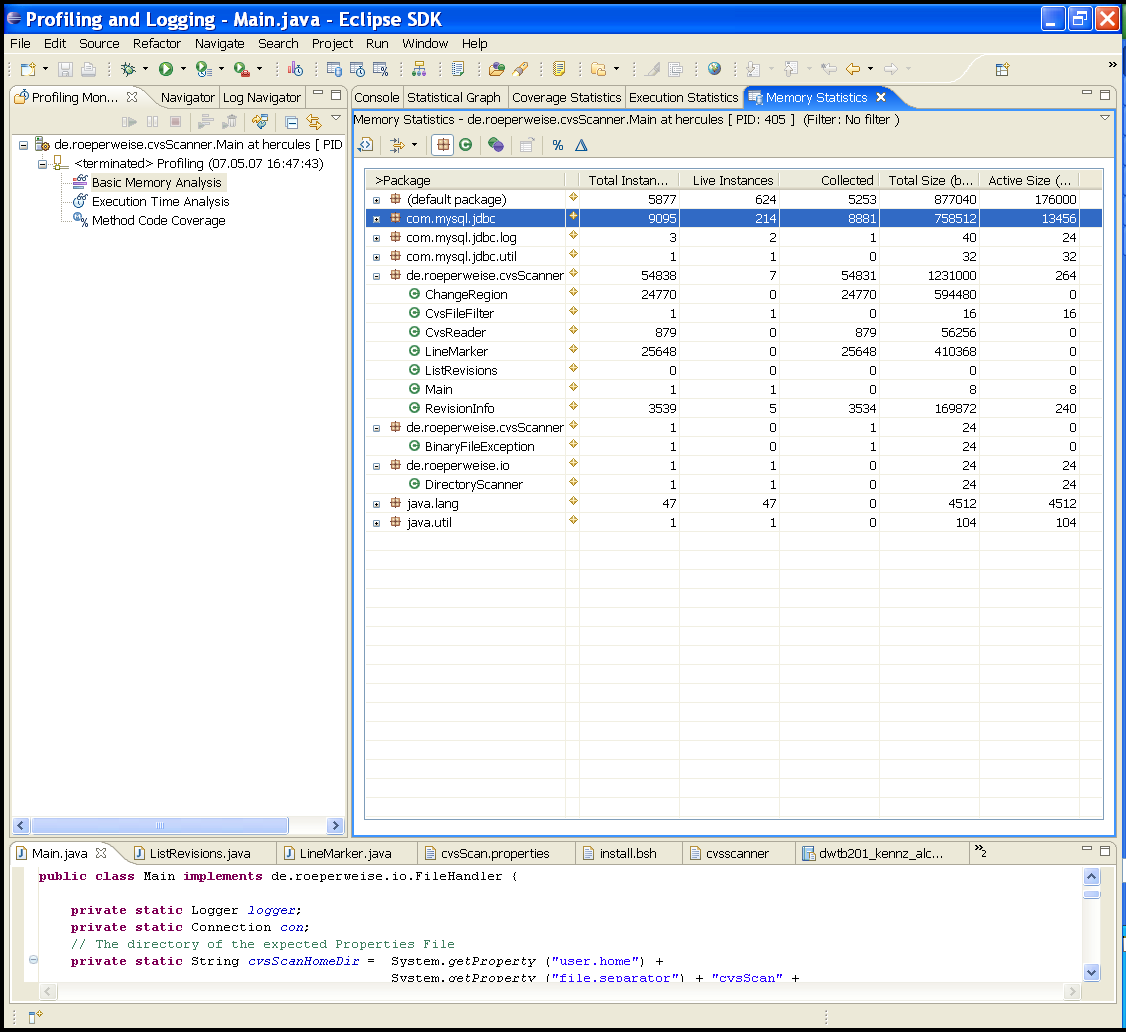 Profiling and Logging - Main.java - Eclipse SDK
File Edit Source Refactor Navigate Search Project Run Window Help
Profiling Mon... Navigator Log Navigator
de.roeperweise.cvsScanner.Main at hercules [ PID
<terminated> Profiling (07.05.07 16:47:43)
Basic Memory Analysis
Execution Time Analysis
Method Code Coverage
Console Statistical Graph Coverage Statistics Execution Statistics Memory Statistics
Memory Statistics - de.roeperweise.cvsScanner.Main at hercules [ PID: 405 ] (Filter: No filter )
>Package Total Instan... Live Instances Collected Total Size (b... Active Size (...
(default package) 5877 624 5253 877040 176000
com.mysql.jdbc 9095 214 8881 758512 13456
com.mysql.jdbc.log 3 2 1 40 24
com.mysql.jdbc.util 1 1 0 32 32
de.roeperweise.cvsScanner 54838 7 54831 1231000 264
ChangeRegion 24770 0 24770 594480 0
CvsFileFilter 1 1 0 16 16
CvsReader 879 0 879 56256 0
LineMarker 25648 0 25648 410368 0
ListRevisions 0 0 0 0 0
Main 1 1 0 8 8
RevisionInfo 3539 5 3534 169872 240
de.roeperweise.cvsScanner 1 0 1 24 0
BinaryFileException 1 0 1 24 0
de.roeperweise.io 1 1 0 24 24
DirectoryScanner 1 1 0 24 24
java.lang 47 47 0 4512 4512
java.util 1 1 0 104 104
Main.java ListRevisions.java LineMarker.java cvsScan.properties install.bsh cvsscanner dwtb201_kennz_alc... »2
public class Main implements de.roeperweise.io.FileHandler {
private static Logger logger;
private static Connection con;
// The directory of the expected Properties File
private static String cvsScanHomeDir = System.getProperty ("user.home") +
System.getProperty ("file.separator") + "cvsScan" +